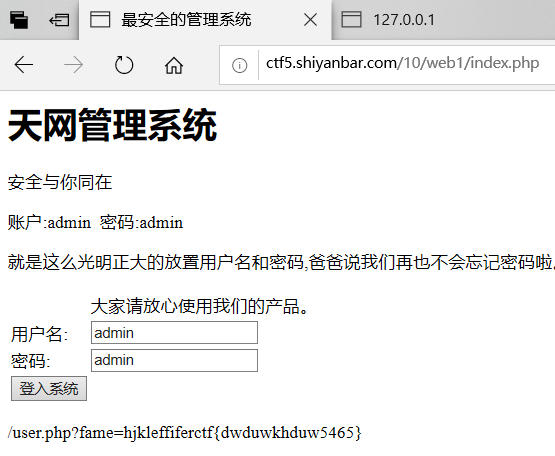 最安全的管理系统
127.0.0.1
ctf5.shiyanbar.com/10/web1/index.php
天网管理系统
安全与你同在
账户:admin 密码:admin
就是这么光明正大的放置用户名和密码,爸爸说我们再也不会忘记密码啦。
大家请放心使用我们的产品。
用户名: admin
密码: admin
登入系统
/user.php?fame=hjkleffiferctf{dwduwkhduw5465}